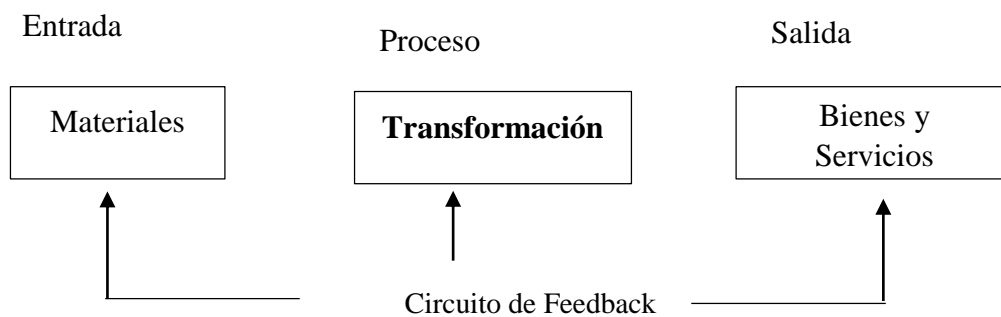 Entrada
Proceso
Salida
Materiales
Transformación
Bienes y
Servicios
Circuito de Feedback